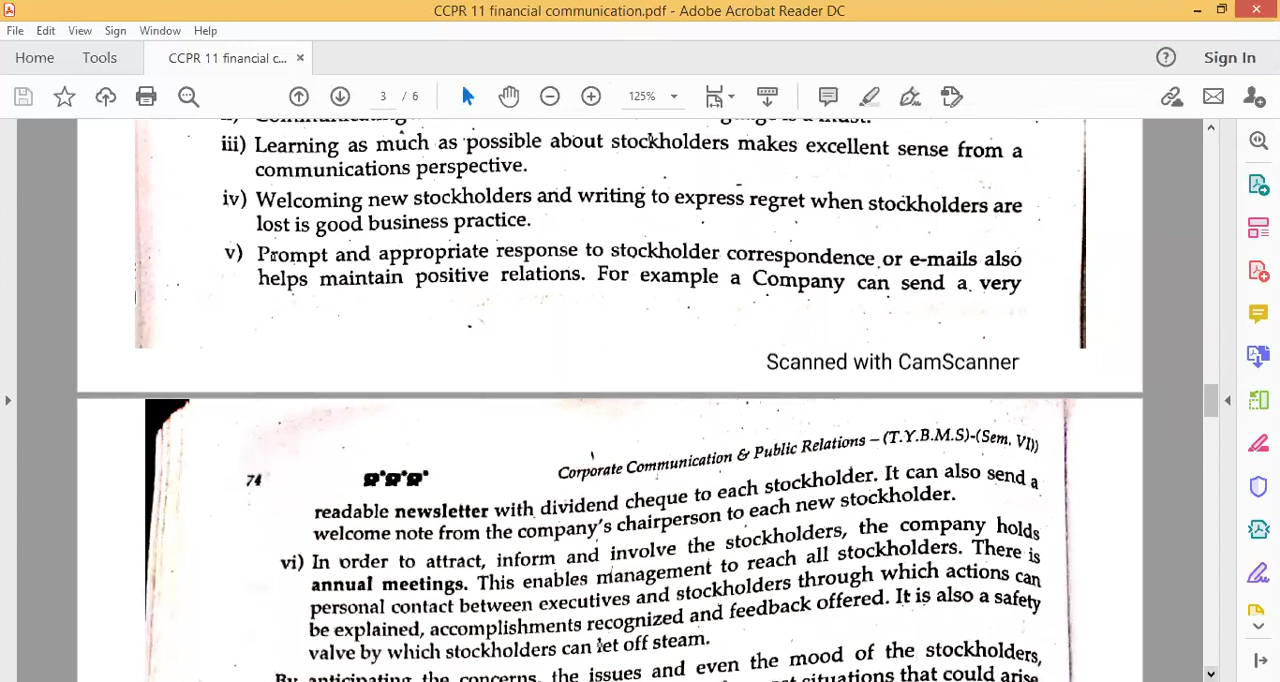 CCPR 11 financial communication.pdf - Adobe Acrobat Reader DC
File Edit View Sign Window Help
Home Tools CCPR 11 financial c... × Sign In
3 / 6 125%
iii) Learning as much as possible about stockholders makes excellent sense from a
communications perspective.
iv) Welcoming new stockholders and writing to express regret when stockholders are
lost is good business practice.
v) Prompt and appropriate response to stockholder correspondence or e-mails also
helps maintain positive relations. For example a Company can send a very
Scanned with CamScanner
74 Corporate Communication & Public Relations – (T.Y.B.M.S)-(Sem. VI))
readable newsletter with dividend cheque to each stockholder. It can also send a
welcome note from the company's chairperson to each new stockholder.
vi) In order to attract, inform and involve the stockholders, the company holds
annual meetings. This enables management to reach all stockholders. There is
personal contact between executives and stockholders through which actions can
be explained, accomplishments recognized and feedback offered. It is also a safety
valve by which stockholders can let off steam.
By anticipating the concerns, the issues and even the mood of the stockholders,
situations that could arise